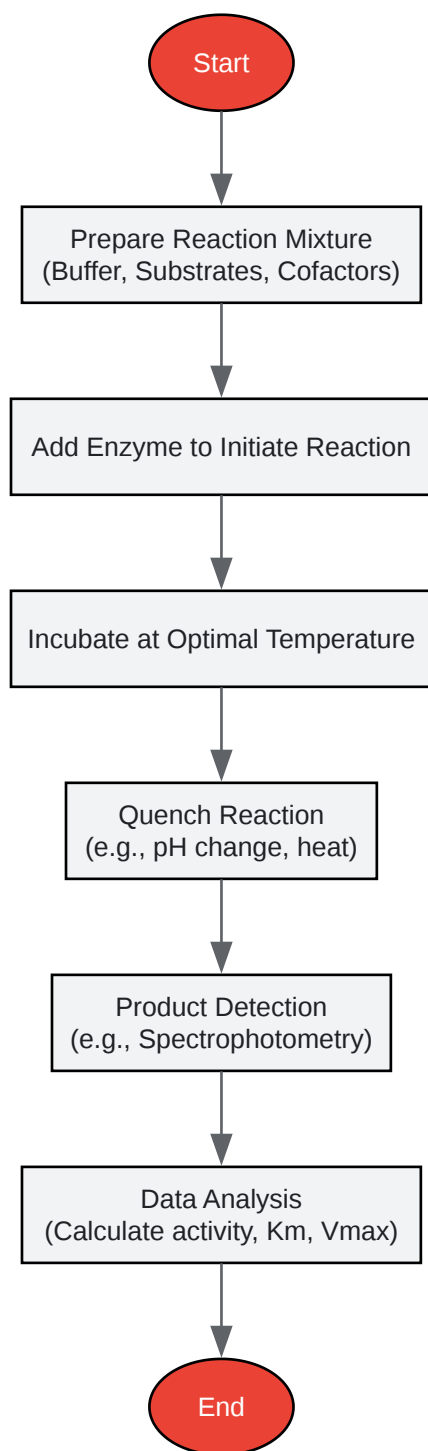 Start
Prepare Reaction Mixture
(Buffer, Substrates, Cofactors)
Add Enzyme to Initiate Reaction
Incubate at Optimal Temperature
Quench Reaction
(e.g., pH change, heat)
Product Detection
(e.g., Spectrophotometry)
Data Analysis
(Calculate activity, Km, Vmax)
End